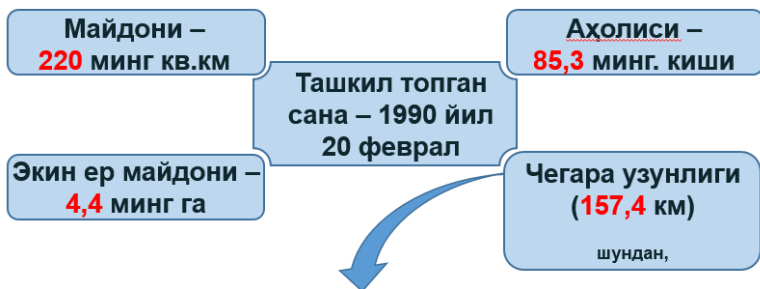 Майдони –
220 минг кв.км
Аҳолиси –
85,3 минг. киши
Ташкил топган
сана – 1990 йил
20 феврал
Экин ер майдони –
4,4 минг га
Чегара узунлиги
(157,4 км)
шундан,